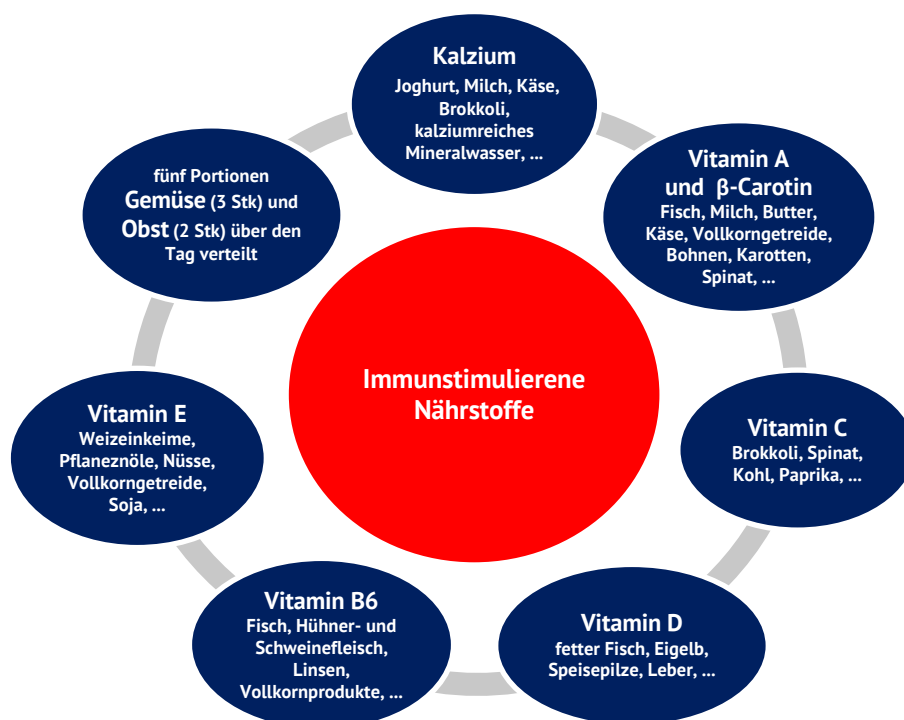 Kalzium
Joghurt, Milch, Käse,
Brokkoli,
kalziumreiches
Mineralwasser, ...
Vitamin A
und β-Carotin
Fisch, Milch, Butter,
Käse, Vollkorngetreide,
Bohnen, Karotten,
Spinat, ...
Vitamin C
Brokkoli, Spinat,
Kohl, Paprika, ...
Vitamin D
fetter Fisch, Eigelb,
Speisepilze, Leber, ...
Vitamin B6
Fisch, Hühner- und
Schweinefleisch,
Linsen,
Vollkornprodukte, ...
Vitamin E
Weizeinkeime,
Pflaneznöle, Nüsse,
Vollkorngetreide,
Soja, ...
fünf Portionen
Gemüse (3 Stk) und
Obst (2 Stk) über den
Tag verteilt
Immunstimulierene
Nährstoffe